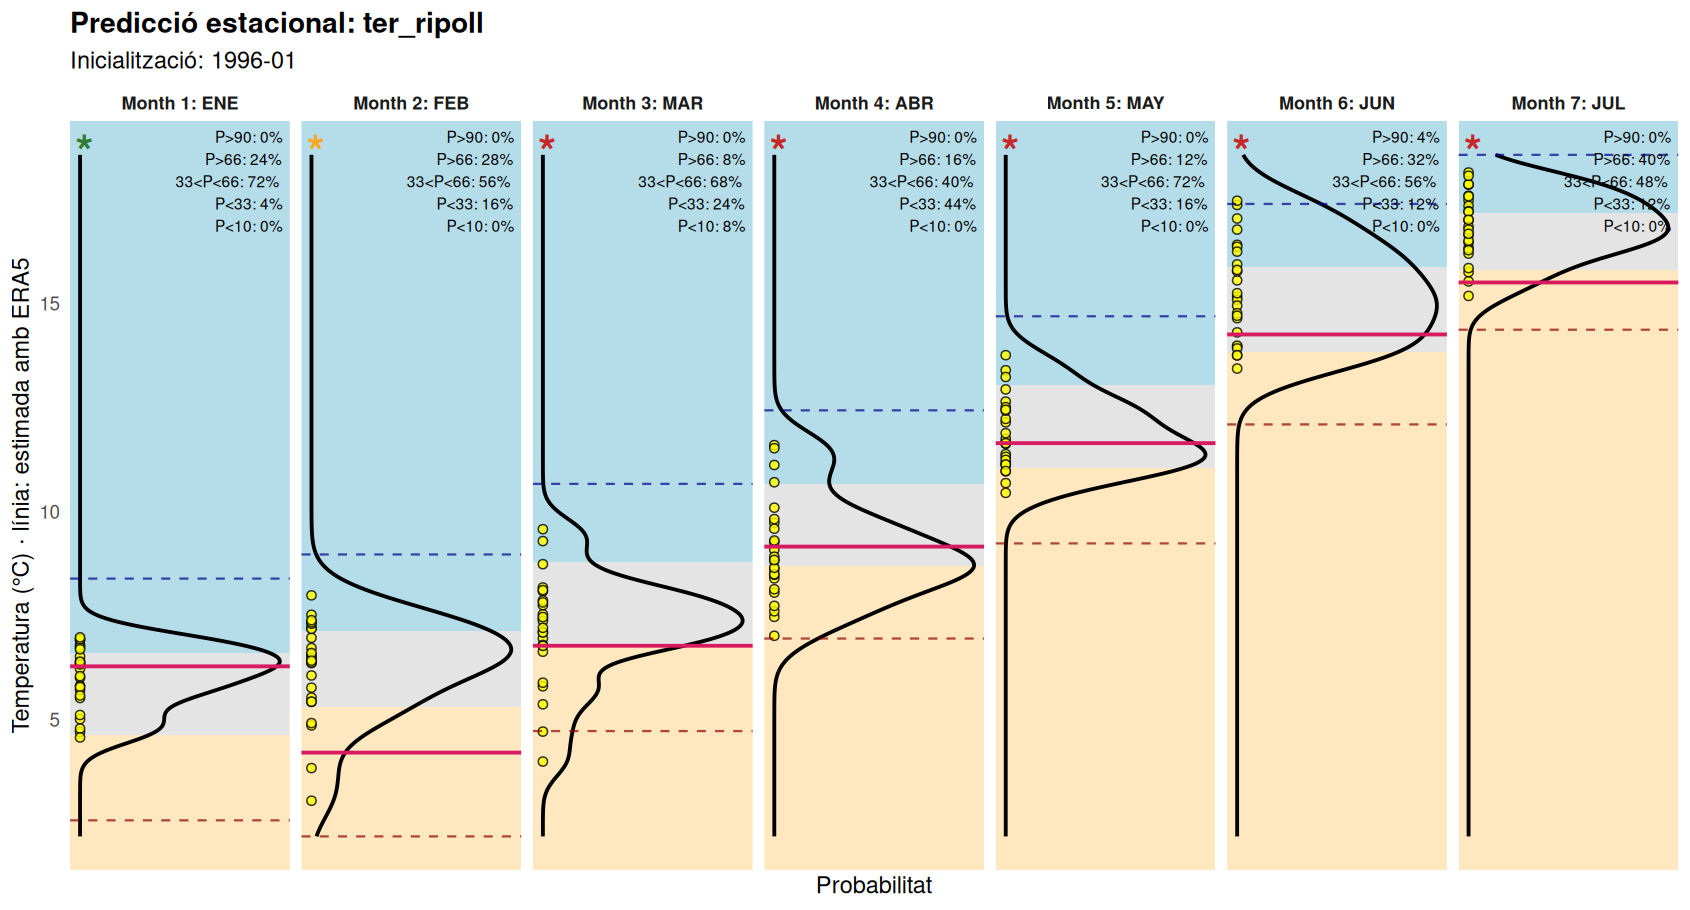 Predicció estacional: ter_ripoll
Inicialització: 1996-01
Month 1: ENE
P>90: 0%
P>66: 24%
33<P<66: 72%
P<33: 4%
P<10: 0%
Month 2: FEB
P>90: 0%
P>66: 28%
33<P<66: 56%
P<33: 16%
P<10: 0%
Month 3: MAR
P>90: 0%
P>66: 8%
33<P<66: 68%
P<33: 24%
P<10: 8%
Month 4: ABR
P>90: 0%
P>66: 16%
33<P<66: 40%
P<33: 44%
P<10: 0%
Month 5: MAY
P>90: 0%
P>66: 12%
33<P<66: 72%
P<33: 16%
P<10: 0%
Month 6: JUN
P>90: 4%
P>66: 32%
33<P<66: 56%
P<33: 12%
P<10: 0%
Month 7: JUL
P>90: 0%
P>66: 40%
33<P<66: 48%
P<33: 12%
P<10: 0%
Temperatura (°C) · línia: estimada amb ERA5
15
10
5
Probabilitat